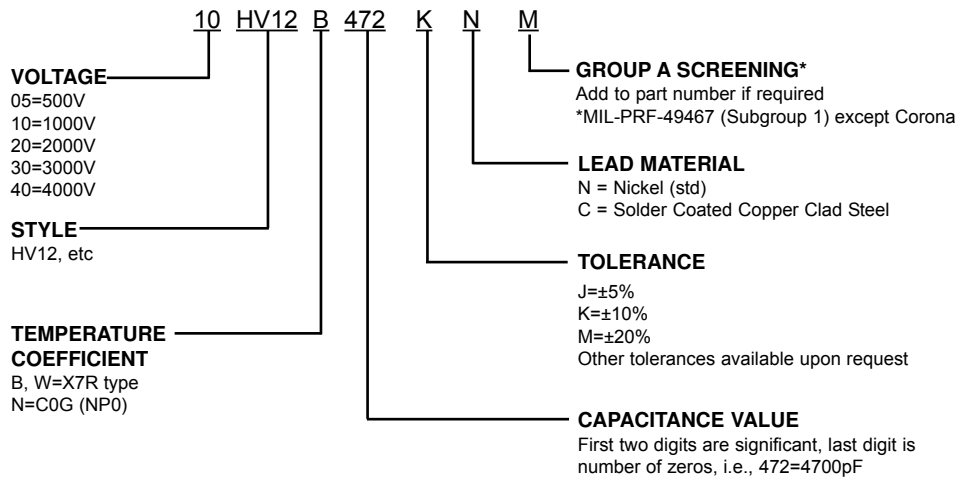 10 HV12 B 472 K N M
VOLTAGE
05=500V
10=1000V
20=2000V
30=3000V
40=4000V
STYLE
HV12, etc
TEMPERATURE
COEFFICIENT
B, W=X7R type
N=C0G (NP0)
GROUP A SCREENING*
Add to part number if required
*MIL-PRF-49467 (Subgroup 1) except Corona
LEAD MATERIAL
N = Nickel (std)
C = Solder Coated Copper Clad Steel
TOLERANCE
J=±5%
K=±10%
M=±20%
Other tolerances available upon request
CAPACITANCE VALUE
First two digits are significant, last digit is
number of zeros, i.e., 472=4700pF